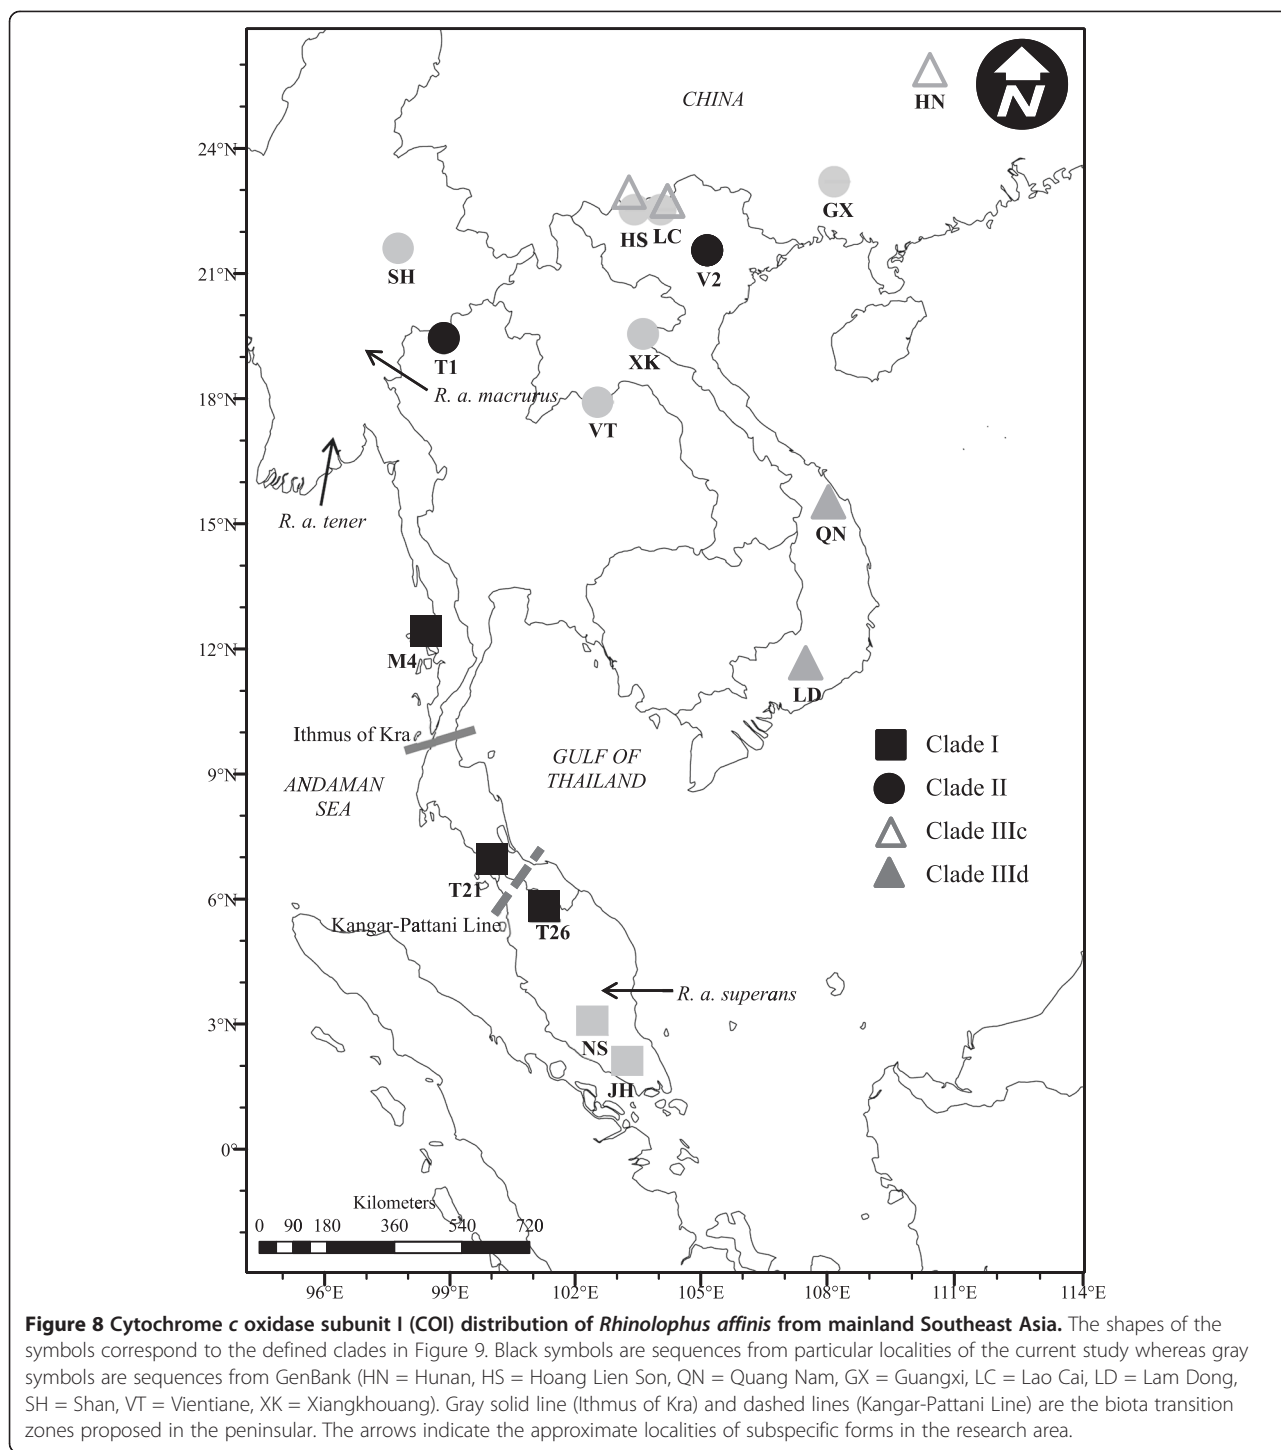 CHINA
HN
N
24°N
GX
HS
LC
SH
21°N
V2
T1
XK
R. a. macrurus
18°N
VT
R. a. tener
15°N
QN
12°N
M4
LD
Ithmus of Kra
Clade I
GULF OF
THAILAND
9°N
ANDAMAN
SEA
Clade II
Clade IIIc
Clade IIId
T21
6°N
Kangar-Pattani Line
T26
R. a. superans
3°N
NS
JH
0°
Kilometers
0 90 180 360 540 720
96°E 99°E 102°E 105°E 108°E 111°E 114°E
Figure 8 Cytochrome c oxidase subunit I (COI) distribution of Rhinolophus affinis from mainland Southeast Asia. The shapes of the
symbols correspond to the defined clades in Figure 9. Black symbols are sequences from particular localities of the current study whereas gray
symbols are sequences from GenBank (HN = Hunan, HS = Hoang Lien Son, QN = Quang Nam, GX = Guangxi, LC = Lao Cai, LD = Lam Dong,
SH = Shan, VT = Vientiane, XK = Xiangkhouang). Gray solid line (Ithmus of Kra) and dashed lines (Kangar-Pattani Line) are the biota transition
zones proposed in the peninsular. The arrows indicate the approximate localities of subspecific forms in the research area.